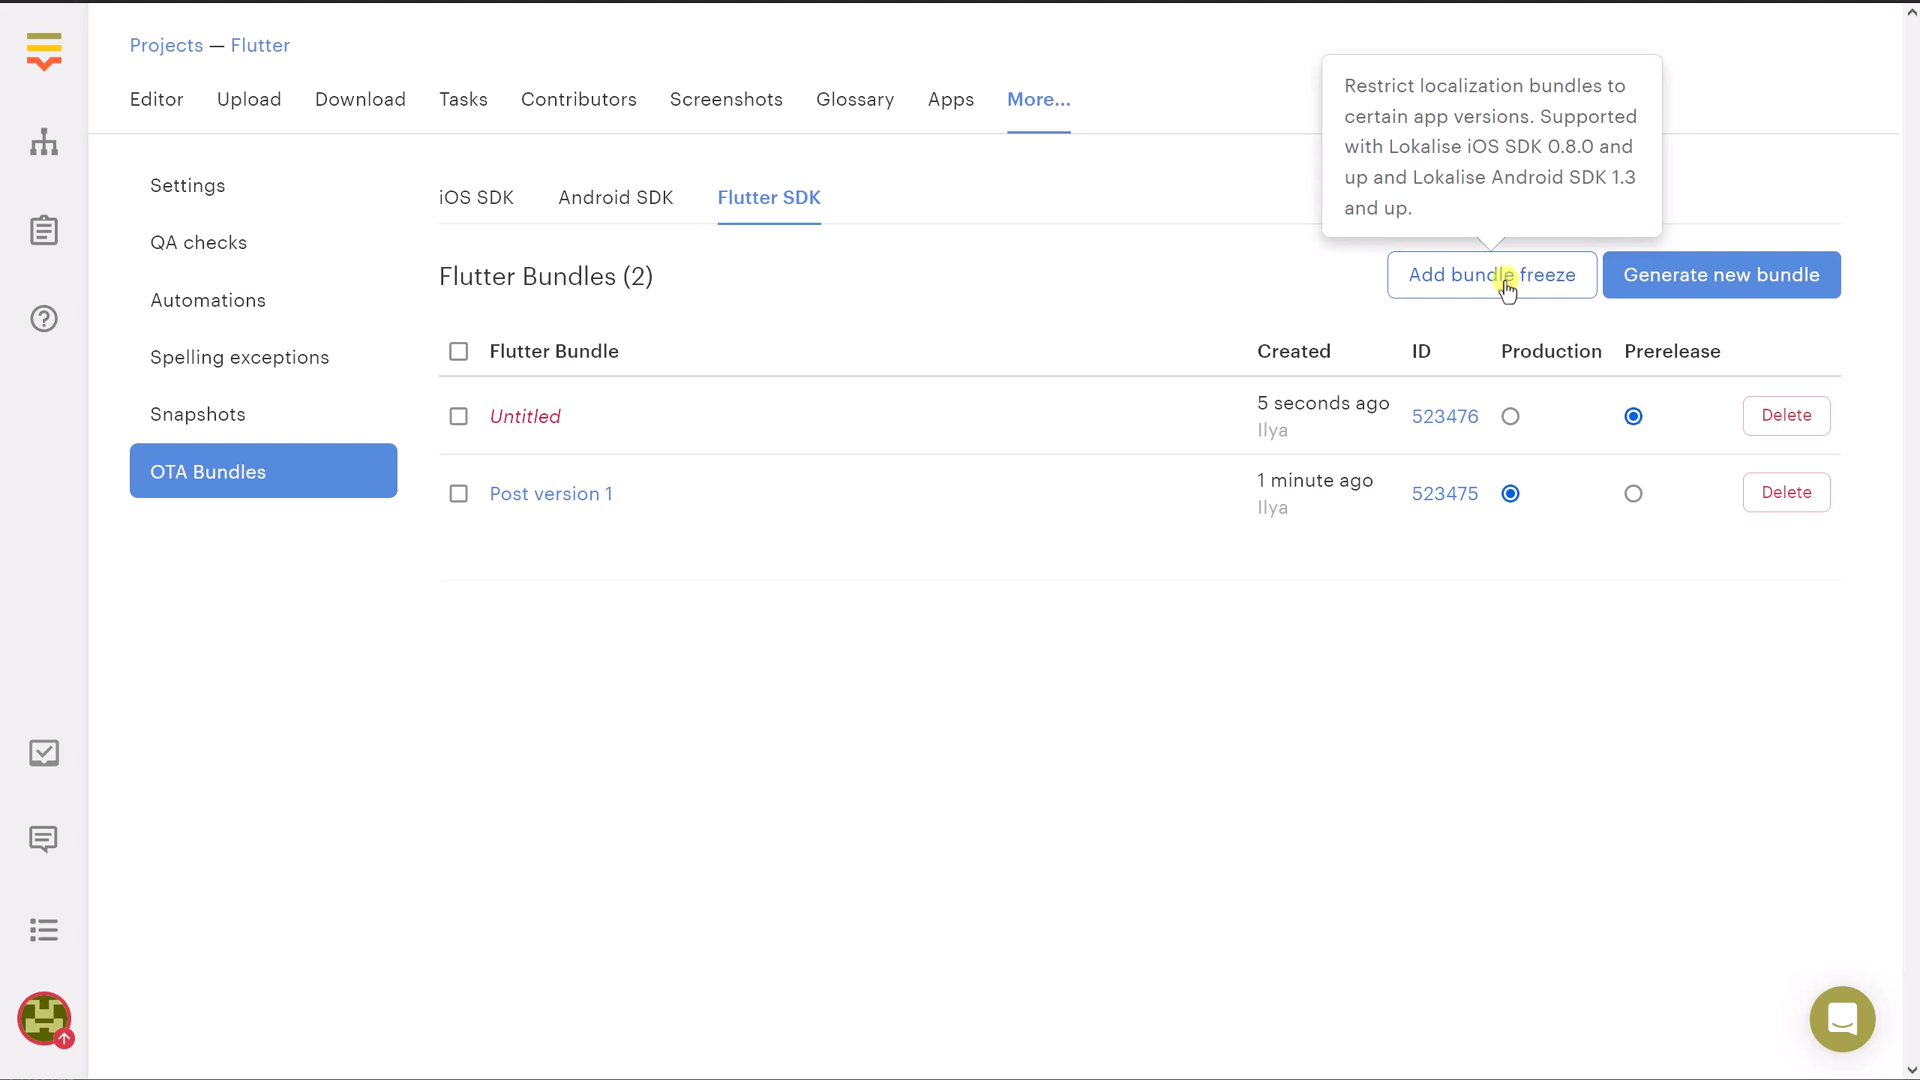 Projects — Flutter
Editor Upload Download Tasks Contributors Screenshots Glossary Apps More...
Restrict localization bundles to
certain app versions. Supported
with Lokalise iOS SDK 0.8.0 and
up and Lokalise Android SDK 1.3
and up.
Settings
QA checks
Automations
Spelling exceptions
Snapshots
OTA Bundles
iOS SDK Android SDK Flutter SDK
Flutter Bundles (2)
Add bundle freeze Generate new bundle
Flutter Bundle Created ID Production Prerelease
Untitled 5 seconds ago 523476 Delete
Ilya
Post version 1 1 minute ago 523475 Delete
Ilya